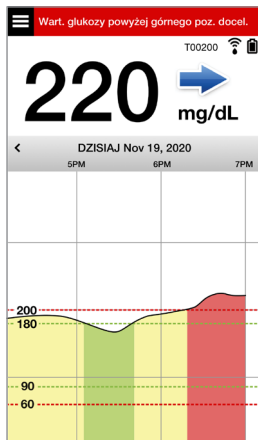 Wart. glukozy powyżej górnego poz. docel.
T00200
220
mg/dL
DZISIAJ Nov 19, 2020
5PM 6PM 7PM
200
180
90
60